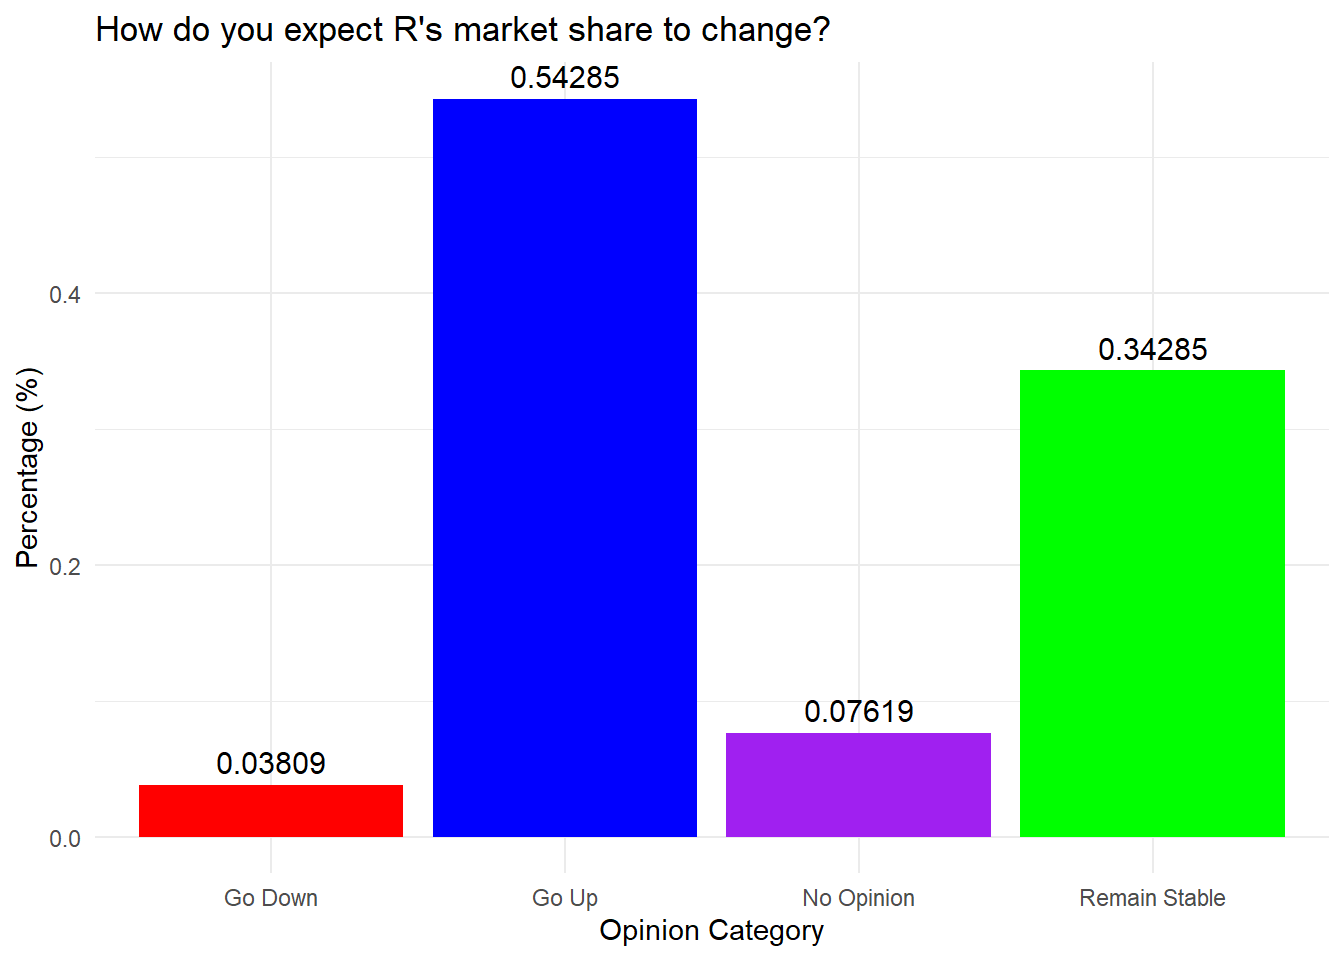 How do you expect R's market share to change?
0.54285
0.4
0.34285
Percentage (%)
0.2
0.07619
0.03809
0.0
Go Down
Go Up
No Opinion
Remain Stable
Opinion Category